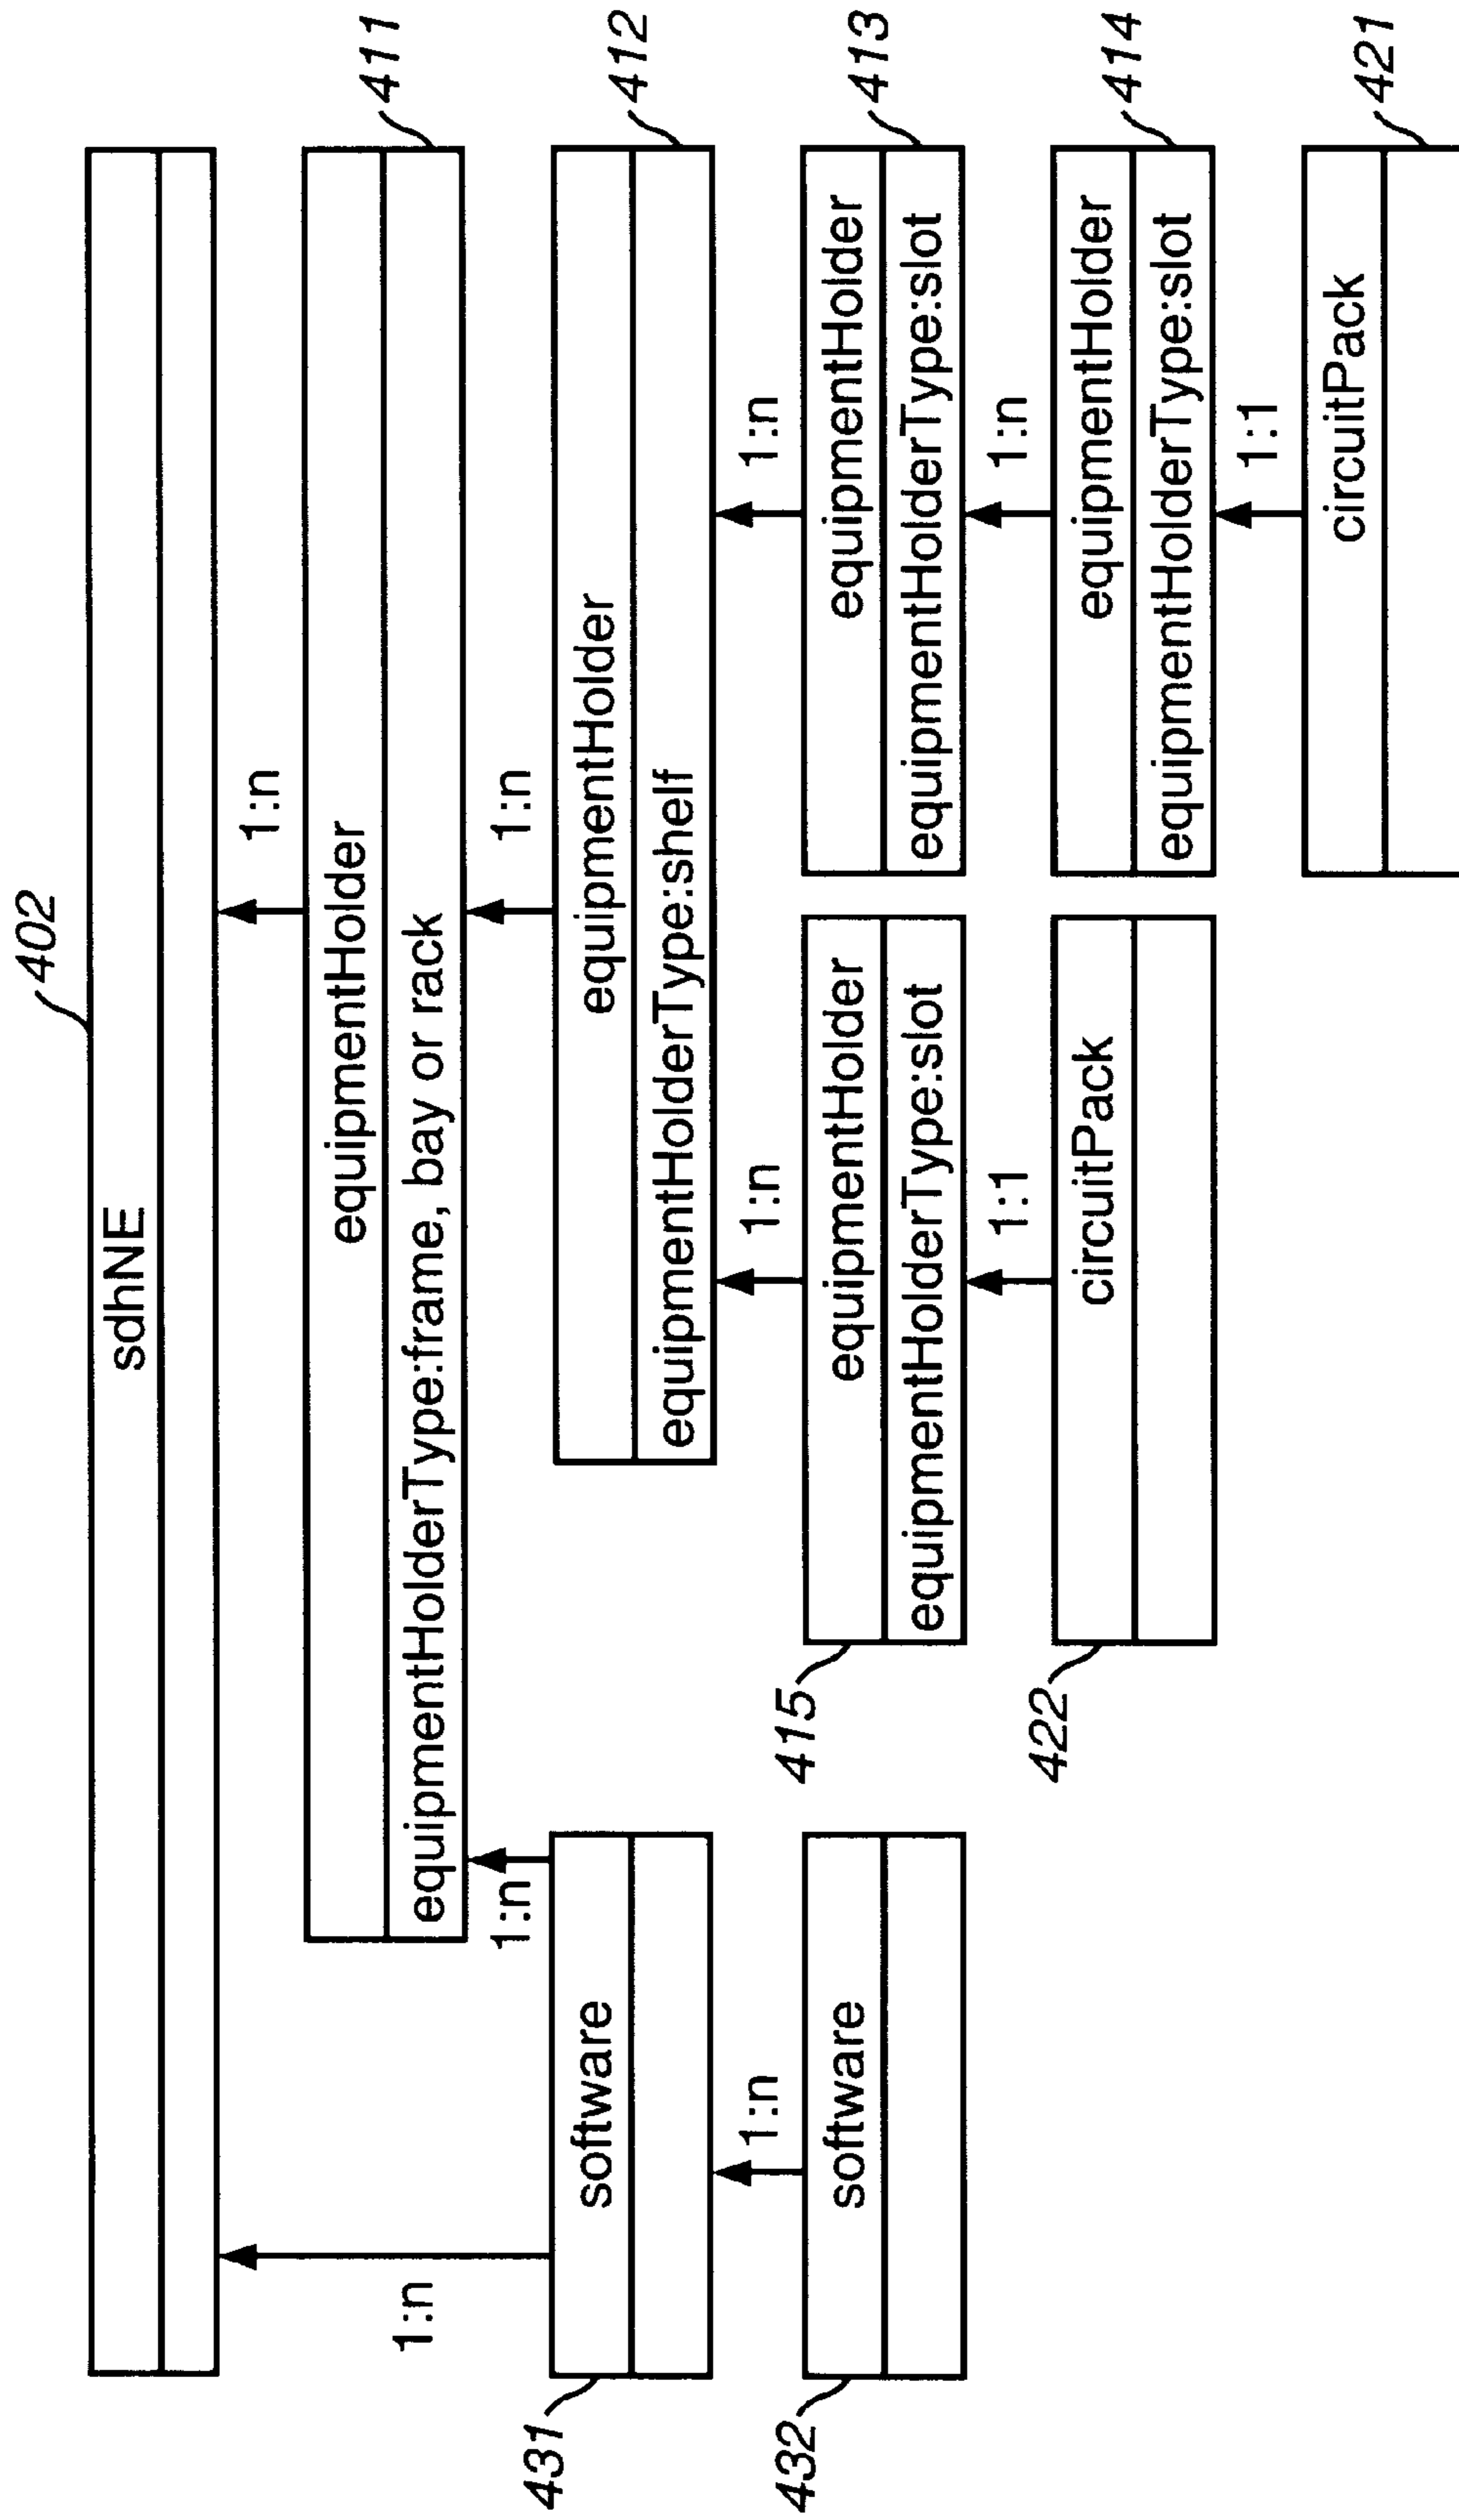 402
sdhNE
1:n
1:n
equipmentHolder
equipmentHolderType:frame, bay or rack
411
1:n
1:n
431
software
equipmentHolder
equipmentHolderType:shelf
412
1:n
1:n
1:n
432
software
415
equipmentHolder
equipmentHolderType:slot
equipmentHolder
equipmentHolderType:slot
413
1:1
1:n
422
circuitPack
equipmentHolder
equipmentHolderType:slot
414
1:1
circuitPack
421